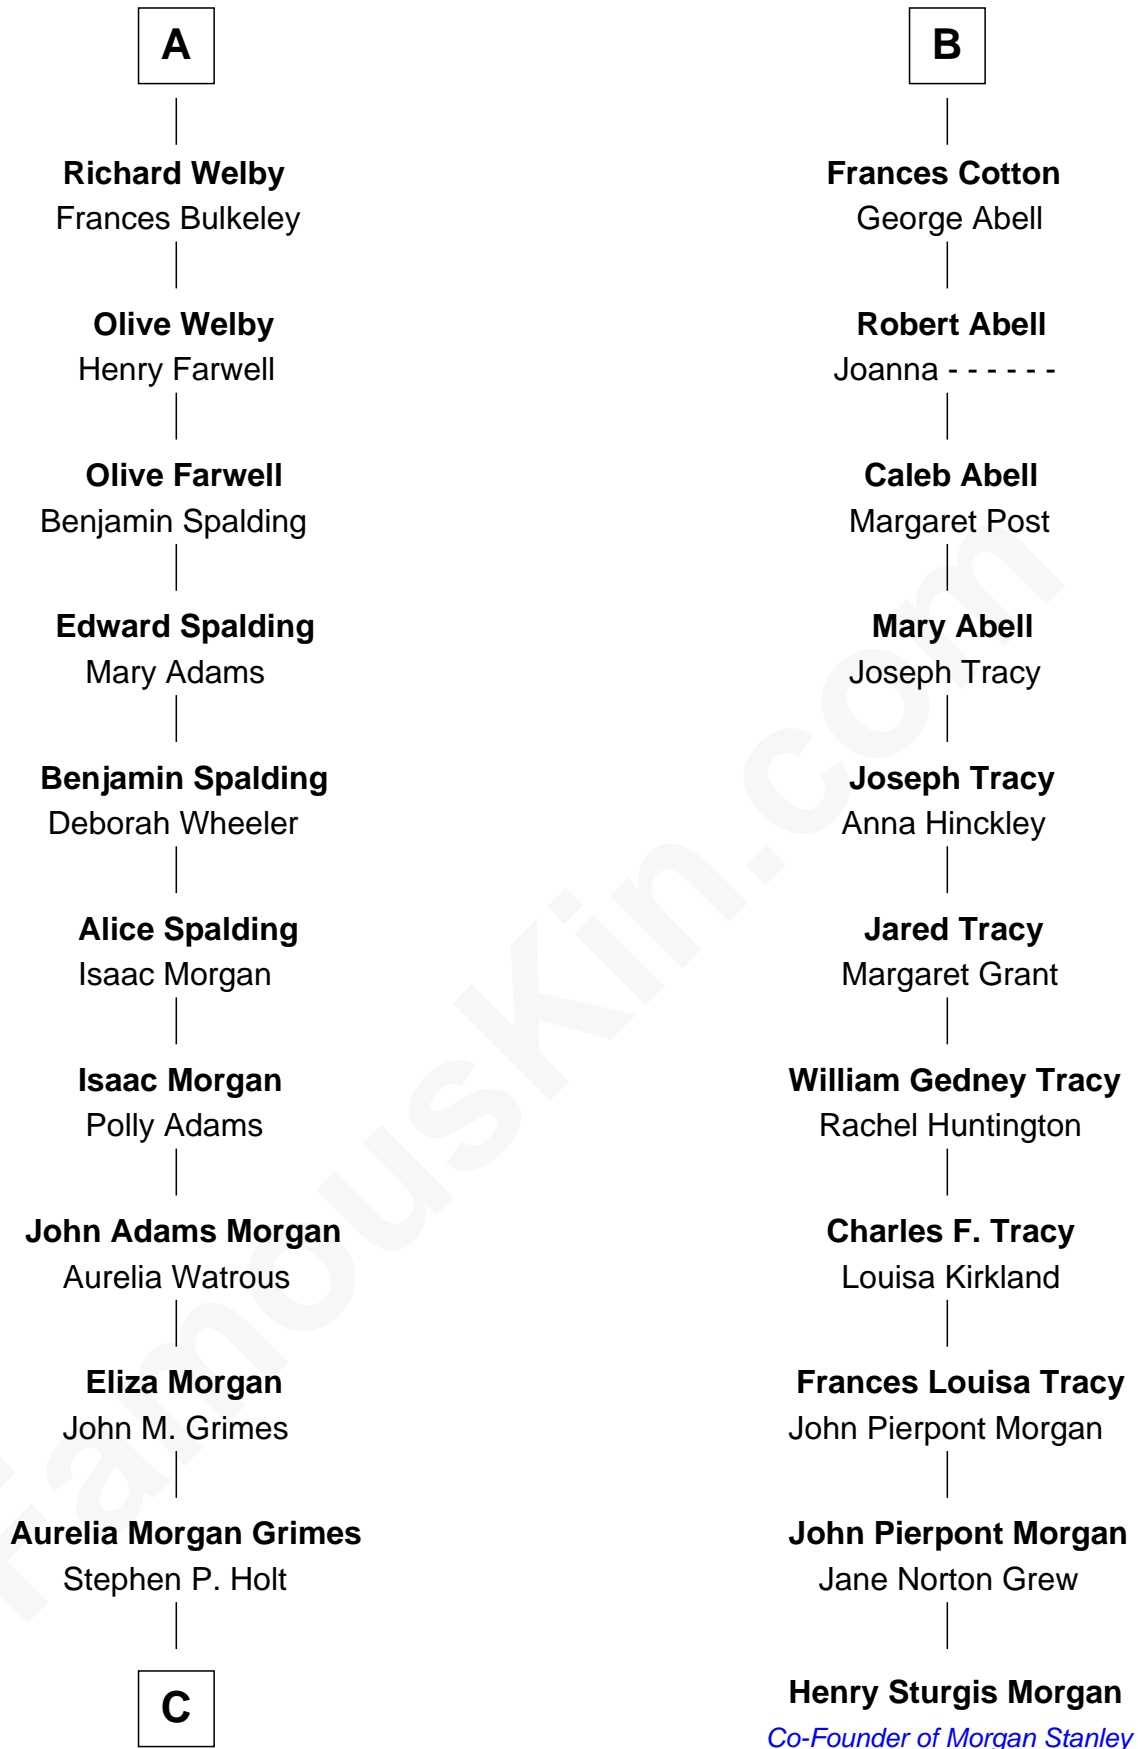 A
Richard Welby
Frances Bulkeley
Olive Welby
Henry Farwell
Olive Farwell
Benjamin Spalding
Edward Spalding
Mary Adams
Benjamin Spalding
Deborah Wheeler
Alice Spalding
Isaac Morgan
Isaac Morgan
Polly Adams
John Adams Morgan
Aurelia Watrous
Eliza Morgan
John M. Grimes
Aurelia Morgan Grimes
Stephen P. Holt
C
B
Frances Cotton
George Abell
Robert Abell
Joanna - - - - - -
Caleb Abell
Margaret Post
Mary Abell
Joseph Tracy
Joseph Tracy
Anna Hinckley
Jared Tracy
Margaret Grant
William Gedney Tracy
Rachel Huntington
Charles F. Tracy
Louisa Kirkland
Frances Louisa Tracy
John Pierpont Morgan
John Pierpont Morgan
Jane Norton Grew
Henry Sturgis Morgan
Co-Founder of Morgan Stanley
FamousKin.com